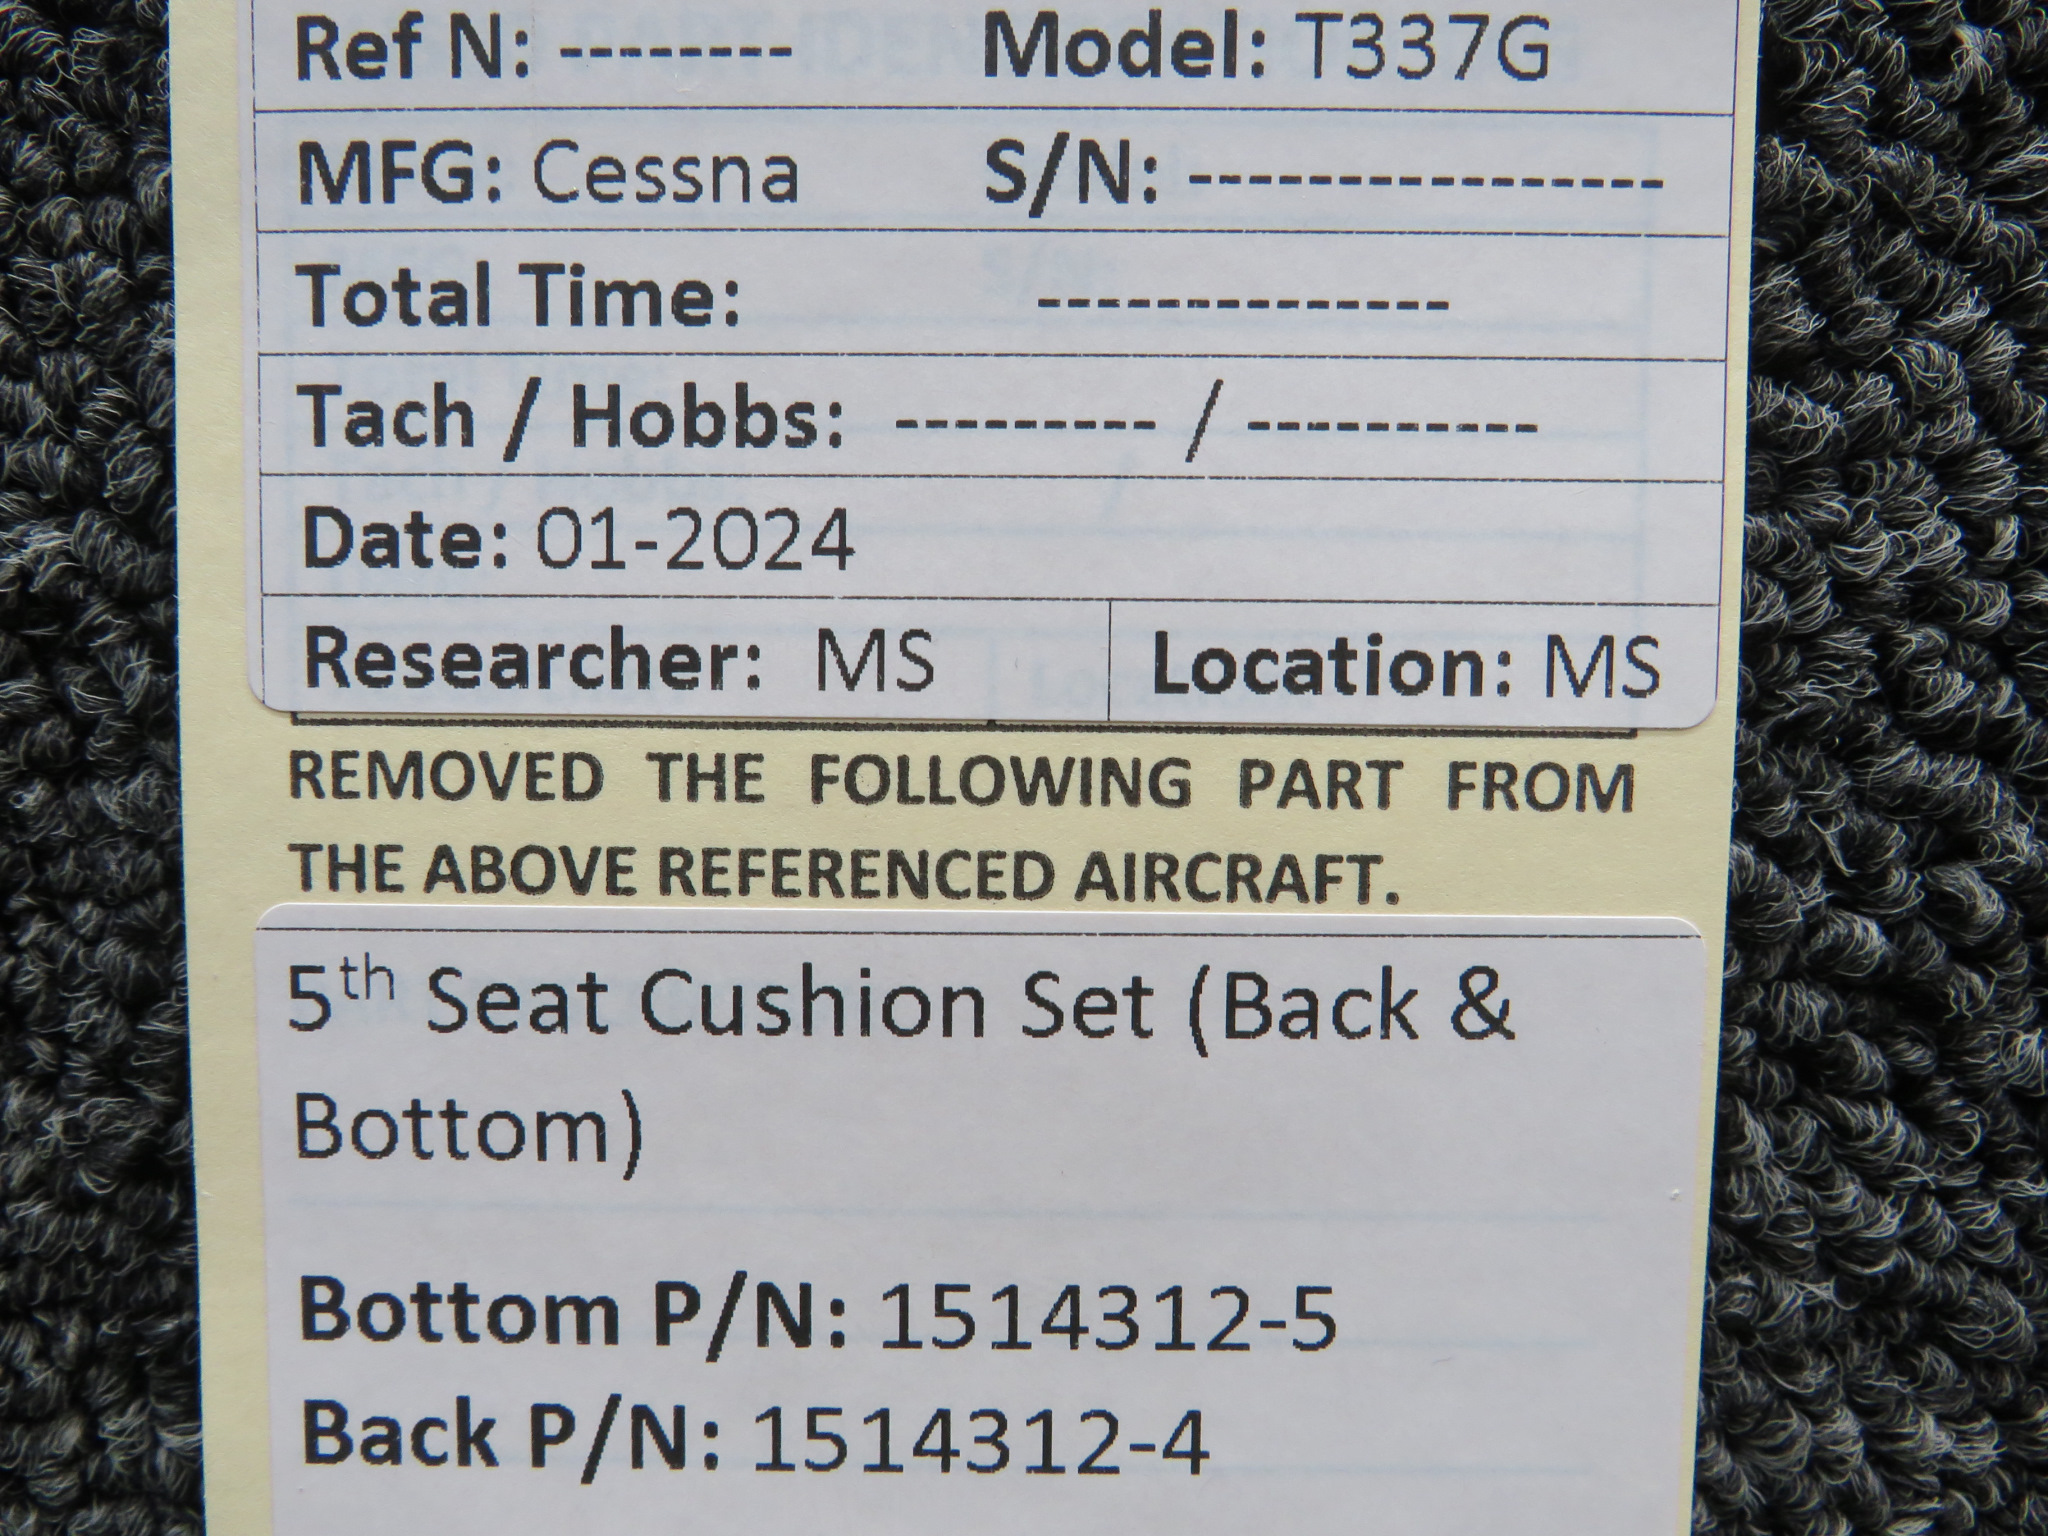 Ref N: -------- Model: T337G
MFG: Cessna S/N: -----------------
Total Time: --------------
Tach / Hobbs: --------- / ----------
Date: 01-2024
Researcher: MS Location: MS
REMOVED THE FOLLOWING PART FROM
THE ABOVE REFERENCED AIRCRAFT.
5th Seat Cushion Set (Back &
Bottom)
Bottom P/N: 1514312-5
Back P/N: 1514312-4